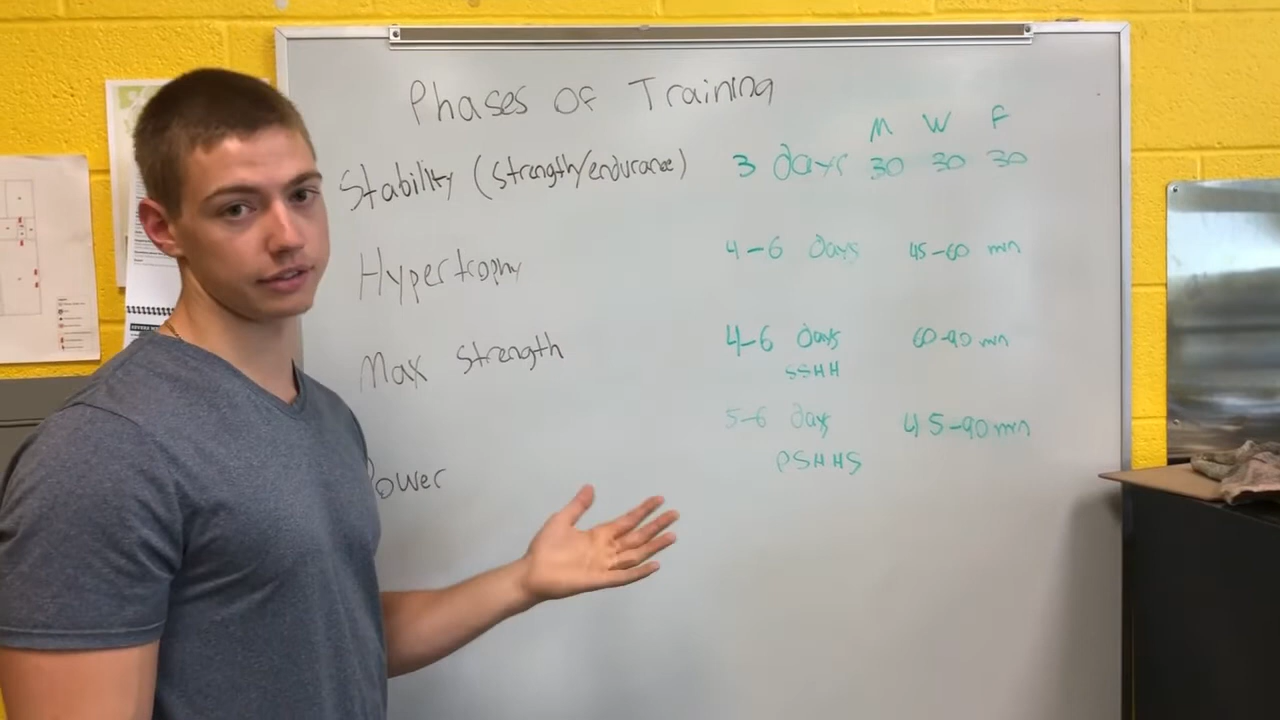 Phases of Training
M W F
Stability (strength/endurance) 3 days 30 30 30
Hypertrophy 4-6 days 45-60 min
Max Strength 4-6 days 60-90 min
SSHH
Power 5-6 days 45-90 min
PSHHS